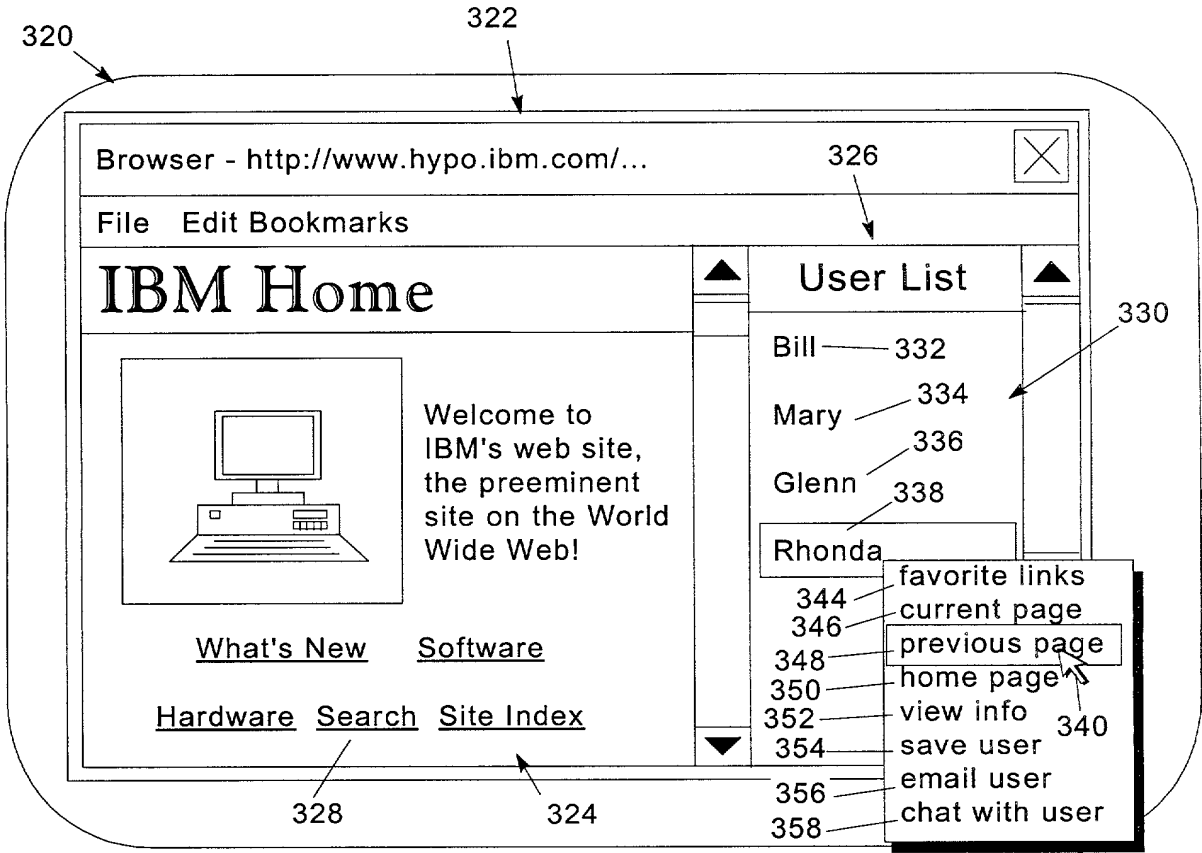 320
322
Browser - http://www.hypo.ibm.com/...
326
File Edit Bookmarks
IBM Home
User List
330
Bill 332
Mary 334
Glenn 336
Rhonda 338
Welcome to
IBM's web site,
the preeminent
site on the World
Wide Web!
What's New Software
Hardware Search Site Index
328
324
344 favorite links
346 current page
348 previous page
350 home page
340
352 view info
354 save user
356 email user
358 chat with user